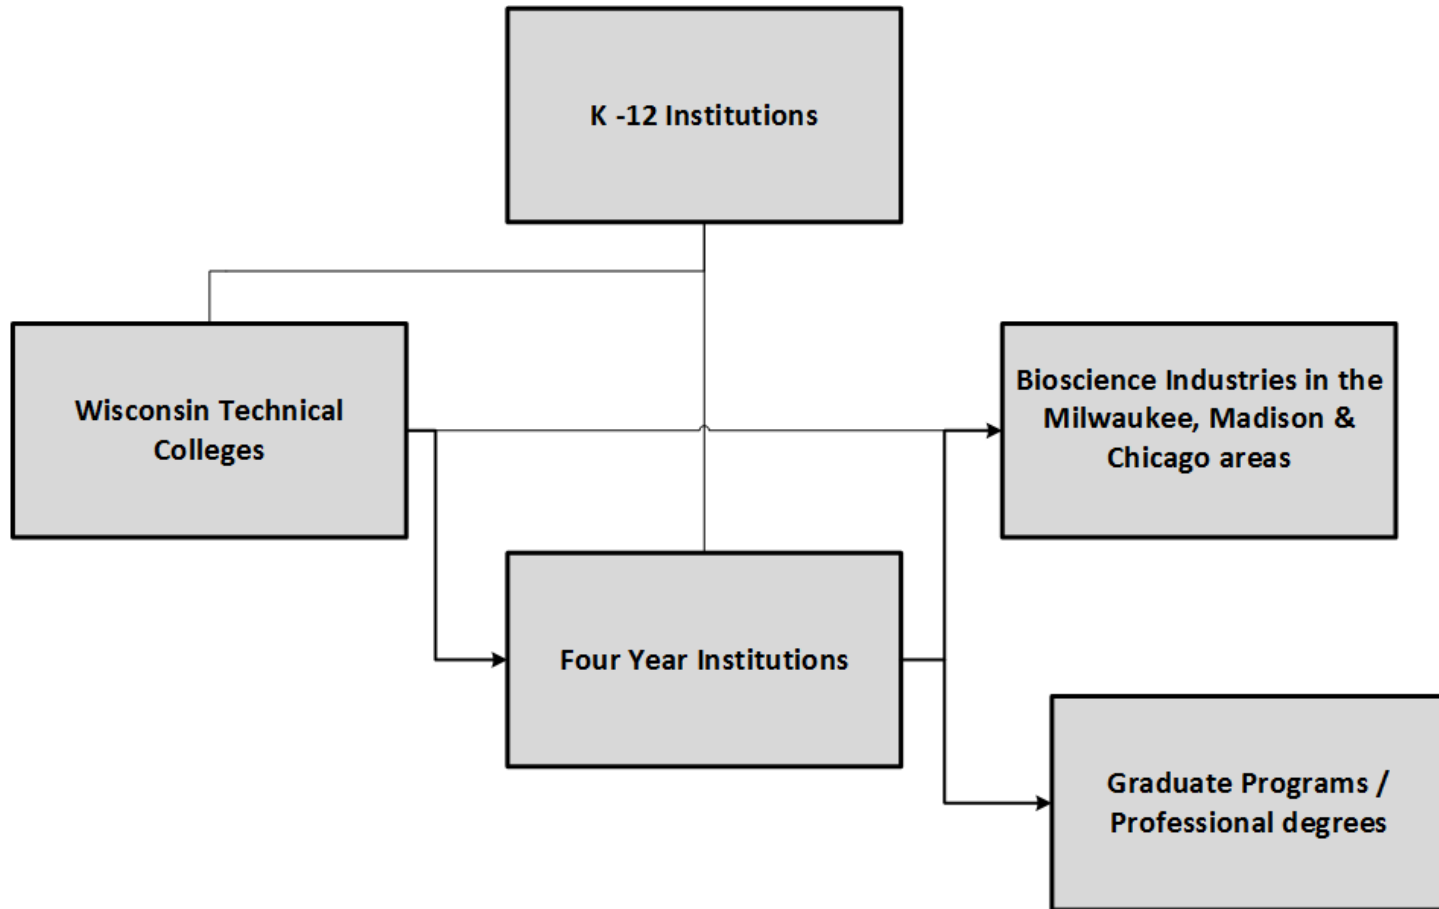 K -12 Institutions
Wisconsin Technical
Colleges
Bioscience Industries in the
Milwaukee, Madison &
Chicago areas
Four Year Institutions
Graduate Programs /
Professional degrees